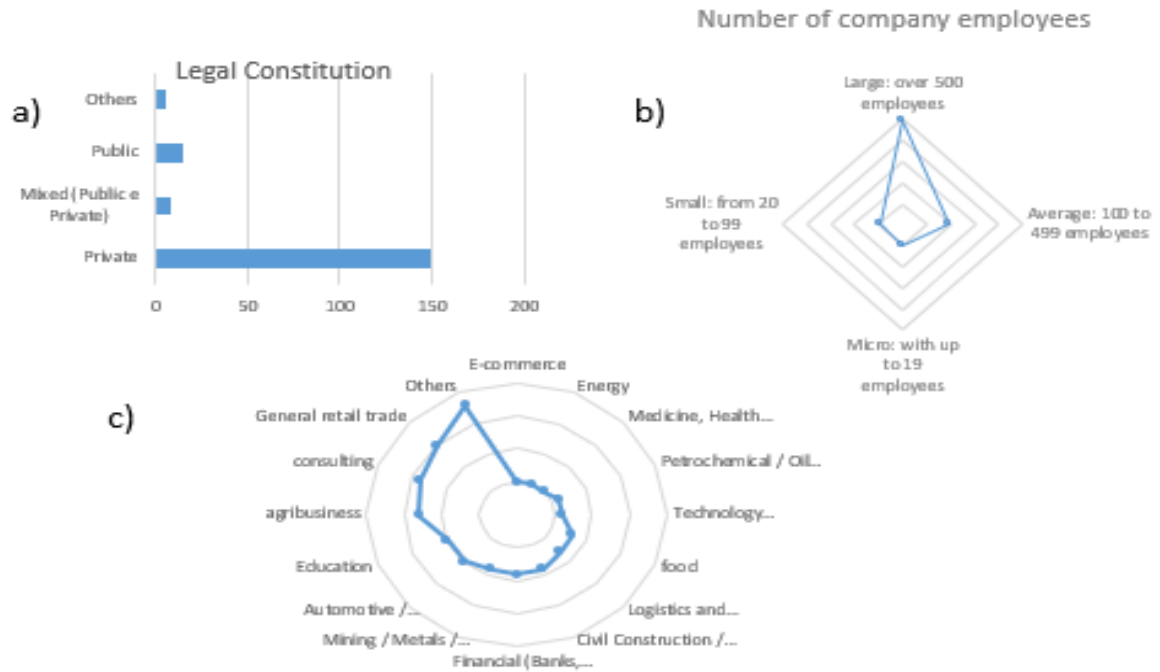 Number of company employees
a)
Legal Constitution
Others
Public
Mixed (Public e
Private)
Private
0 50 100 150 200
b)
Large: over 500
employees
Small: from 20
to 99
employees
Average: 100 to
499 employees
Micro: with up
to 19
employees
c)
E-commerce
Others
Energy
General retail trade
Medicine, Health...
consulting
Petrochemical / Oil...
agribusiness
Technology...
Education
food
Automotive /...
Logistics and...
Mining / Metals /...
Civil Construction /...
Financial (Banks,...